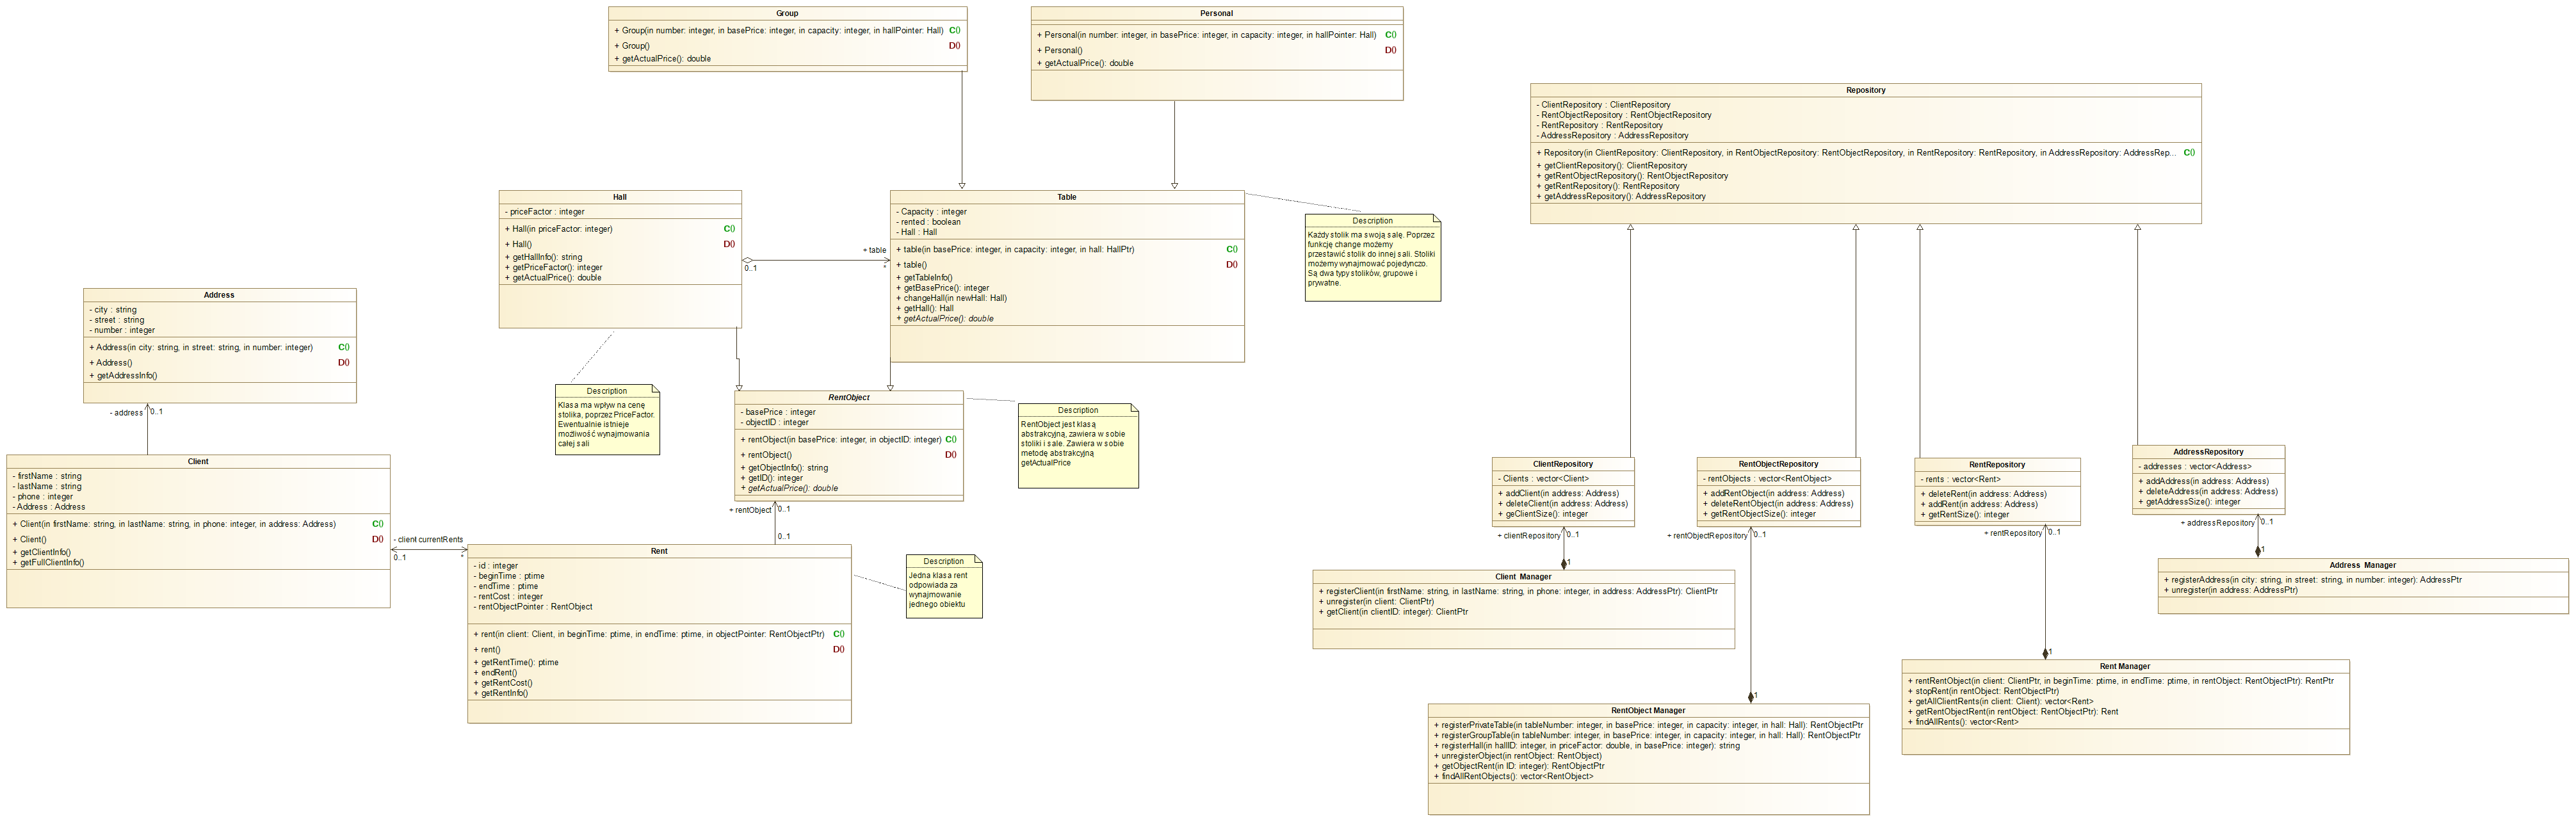 Group
+ Group(in number: integer, in basePrice: integer, in capacity: integer, in hallPointer: Hall) C()
+ Group() D()
+ getActualPrice(): double
Personal
+ Personal(in number: integer, in basePrice: integer, in capacity: integer, in hallPointer: Hall) C()
+ Personal() D()
+ getActualPrice(): double
Repository
- ClientRepository : ClientRepository
- RentObjectRepository : RentObjectRepository
- RentRepository : RentRepository
- AddressRepository : AddressRepository
+ Repository(in ClientRepository: ClientRepository, in RentObjectRepository: RentObjectRepository, in RentRepository: RentRepository, in AddressRepository: AddressRep... C()
+ getClientRepository(): ClientRepository
+ getRentObjectRepository(): RentObjectRepository
+ getRentRepository(): RentRepository
+ getAddressRepository(): AddressRepository
Hall
- priceFactor : integer
+ Hall(in priceFactor: integer) C()
+ Hall() D()
+ getHallInfo(): string
+ getPriceFactor(): integer
+ getActualPrice(): double
+ table
0..1
*
Table
- Capacity : integer
- rented : boolean
- Hall : Hall
+ table(in basePrice: integer, in capacity: integer, in hall: HallPtr) C()
+ table() D()
+ getTableInfo()
+ getBasePrice(): integer
+ changeHall(in newHall: Hall)
+ getHall(): Hall
+ getActualPrice(): double
Description
Każdy stolik ma swoją salę. Poprzez
funkcję change możemy
przestawić stolik do innej sali. Stoliki
możemy wynajmować pojedynczo.
Są dwa typy stolików, grupowe i
prywatne.
Address
- city : string
- street : string
- number : integer
+ Address(in city: string, in street: string, in number: integer) C()
+ Address() D()
+ getAddressInfo()
- address
0..1
Description
Klasa ma wpływ na cenę
stolika, poprzez PriceFactor.
Ewentualnie istnieje
możliwość wynajmowania
całej sali
RentObject
- basePrice : integer
- objectID : integer
+ rentObject(in basePrice: integer, in objectID: integer) C()
+ rentObject() D()
+ getObjectInfo(): string
+ getID(): integer
+ getActualPrice(): double
Description
RentObject jest klasą
abstrakcyjną, zawiera w sobie
stoliki i sale. Zawiera w sobie
metodę abstrakcyjną
getActualPrice
+ rentObject
0..1
0..1
Client
- firstName : string
- lastName : string
- phone : integer
- Address : Address
+ Client(in firstName: string, in lastName: string, in phone: integer, in address: Address) C()
+ Client() D()
+ getClientInfo()
+ getFullClientInfo()
- client currentRents
0..1
*
Rent
- id : integer
- beginTime : ptime
- endTime : ptime
- rentCost : integer
- rentObjectPointer : RentObject
+ rent(in client: Client, in beginTime: ptime, in endTime: ptime, in objectPointer: RentObjectPtr) C()
+ rent() D()
+ getRentTime(): ptime
+ endRent()
+ getRentCost()
+ getRentInfo()
Description
Jedna klasa rent
odpowiada za
wynajmowanie
jednego obiektu
ClientRepository
- Clients : vector<Client>
+ addClient(in address: Address)
+ deleteClient(in address: Address)
+ geClientSize(): integer
+ clientRepository
0..1
1
RentObjectRepository
- rentObjects : vector<RentObject>
+ addRentObject(in address: Address)
+ deleteRentObject(in address: Address)
+ getRentObjectSize(): integer
+ rentObjectRepository
0..1
1
RentRepository
- rents : vector<Rent>
+ deleteRent(in address: Address)
+ addRent(in address: Address)
+ getRentSize(): integer
+ rentRepository
0..1
1
AddressRepository
- addresses : vector<Address>
+ addAddress(in address: Address)
+ deleteAddress(in address: Address)
+ getAddressSize(): integer
+ addressRepository
0..1
1
Client Manager
+ registerClient(in firstName: string, in lastName: string, in phone: integer, in address: AddressPtr): ClientPtr
+ unregister(in client: ClientPtr)
+ getClient(in clientID: integer): ClientPtr
Address Manager
+ registerAddress(in city: string, in street: string, in number: integer): AddressPtr
+ unregister(in address: AddressPtr)
Rent Manager
+ rentRentObject(in client: ClientPtr, in beginTime: ptime, in endTime: ptime, in rentObject: RentObjectPtr): RentPtr
+ stopRent(in rentObject: RentObjectPtr)
+ getAllClientRents(in client: Client): vector<Rent>
+ getRentObjectRent(in rentObject: RentObjectPtr): Rent
+ findAllRents(): vector<Rent>
RentObject Manager
+ registerPrivateTable(in tableNumber: integer, in basePrice: integer, in capacity: integer, in hall: Hall): RentObjectPtr
+ registerGroupTable(in tableNumber: integer, in basePrice: integer, in capacity: integer, in hall: Hall): RentObjectPtr
+ registerHall(in hallID: integer, in priceFactor: double, in basePrice: integer): string
+ unregisterObject(in rentObject: RentObject)
+ getObjectRent(in ID: integer): RentObjectPtr
+ findAllRentObjects(): vector<RentObject>